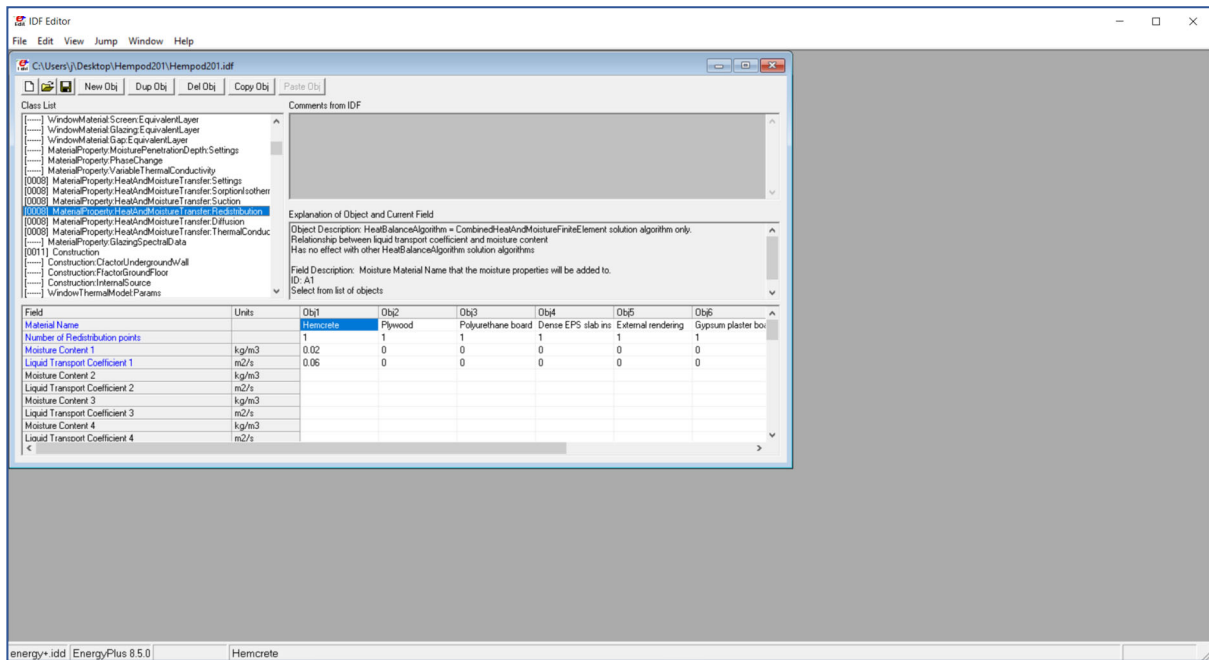 IDF Editor
File Edit View Jump Window Help
C:\Users\j\Desktop\Hempod201\Hempod201.idf
New Obj Dup Obj Del Obj Copy Obj Paste Obj
Class List Comments from IDF
[------] WindowMaterial:Screen:EquivalentLayer
[------] WindowMaterial:Glazing:EquivalentLayer
[------] WindowMaterial:Gap:EquivalentLayer
[------] MaterialProperty:MoisturePenetrationDepth:Settings
[------] MaterialProperty:PhaseChange
[------] MaterialProperty:VariableThermalConductivity
[0008] MaterialProperty:HeatAndMoistureTransfer:Settings
[0008] MaterialProperty:HeatAndMoistureTransfer:SorptionIsotherm
[0008] MaterialProperty:HeatAndMoistureTransfer:Suction
[0008] MaterialProperty:HeatAndMoistureTransfer:Redistribution
[0008] MaterialProperty:HeatAndMoistureTransfer:Diffusion
[0008] MaterialProperty:HeatAndMoistureTransfer:ThermalConduc
[------] MaterialProperty:GlazingSpectralData
[0011] Construction
[------] Construction:CfactorUndergroundWall
[------] Construction:FfactorGroundFloor
[------] Construction:InternalSource
[------] WindowThermalModel:Params
Explanation of Object and Current Field
Object Description: HeatBalanceAlgorithm = CombinedHeatAndMoistureFiniteElement solution algorithm only.
Relationship between liquid transport coefficient and moisture content
Has no effect with other HeatBalanceAlgorithm solution algorithms
Field Description: Moisture Material Name that the moisture properties will be added to.
ID: A1
Select from list of objects
Field Units Obj1 Obj2 Obj3 Obj4 Obj5 Obj6
Material Name Hemcrete Plywood Polyurethane board Dense EPS slab ins External rendering Gypsum plaster boa
Number of Redistribution points 1 1 1 1 1 1
Moisture Content 1 kg/m3 0.02 0 0 0 0 0
Liquid Transport Coefficient 1 m2/s 0.06 0 0 0 0 0
Moisture Content 2 kg/m3
Liquid Transport Coefficient 2 m2/s
Moisture Content 3 kg/m3
Liquid Transport Coefficient 3 m2/s
Moisture Content 4 kg/m3
Liquid Transport Coefficient 4 m2/s
energy+.idd EnergyPlus 8.5.0 Hemcrete